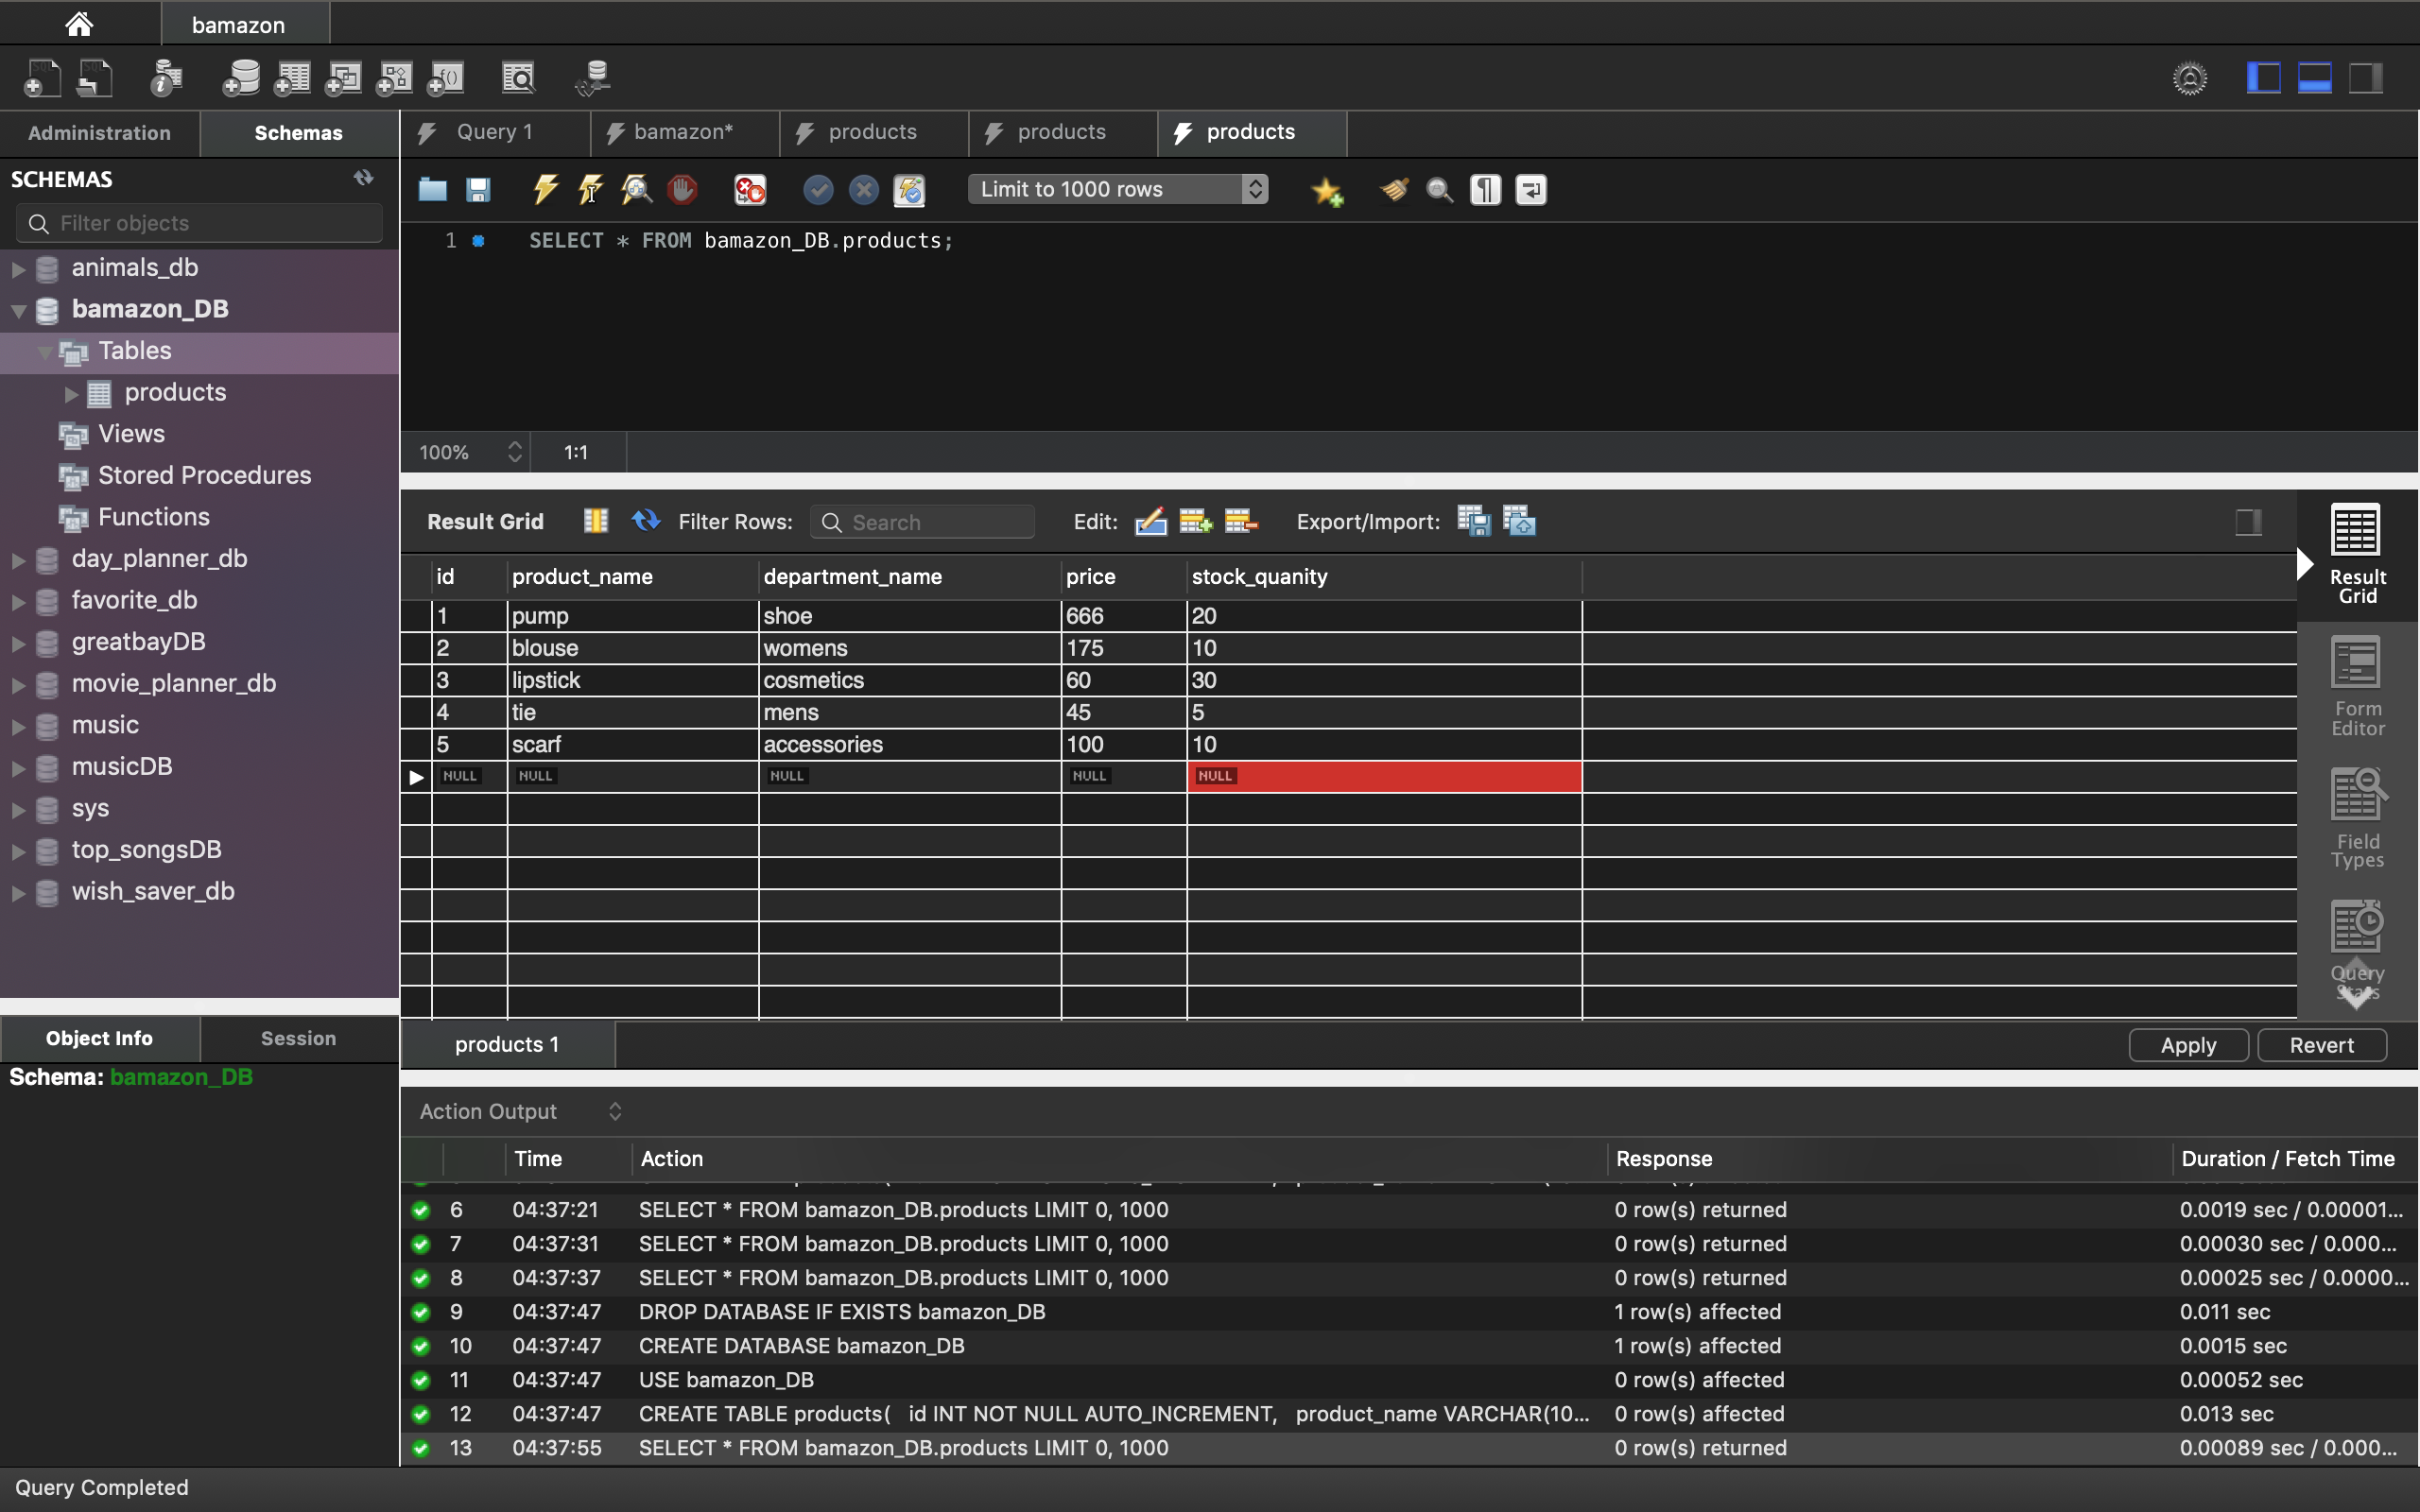 bamazon
Administration
Schemas
Query 1
bamazon*
products
products
products
SCHEMAS
Filter objects
Limit to 1000 rows
1
SELECT * FROM bamazon_DB.products;
animals_db
bamazon_DB
Tables
products
Views
Stored Procedures
Functions
day_planner_db
favorite_db
greatbayDB
movie_planner_db
music
musicDB
sys
top_songsDB
wish_saver_db
100%
1:1
Result Grid
Filter Rows:
Search
Edit:
Export/Import:
id product_name department_name price stock_quanity
1 pump shoe 666 20
2 blouse womens 175 10
3 lipstick cosmetics 60 30
4 tie mens 45 5
5 scarf accessories 100 10
NULL NULL NULL NULL NULL
Result
Grid
Form
Editor
Field
Types
Query
Stats
products 1
Apply
Revert
Object Info
Session
Schema: bamazon_DB
Action Output
Time Action Response Duration / Fetch Time
6 04:37:21 SELECT * FROM bamazon_DB.products LIMIT 0, 1000 0 row(s) returned 0.0019 sec / 0.00001...
7 04:37:31 SELECT * FROM bamazon_DB.products LIMIT 0, 1000 0 row(s) returned 0.00030 sec / 0.000...
8 04:37:37 SELECT * FROM bamazon_DB.products LIMIT 0, 1000 0 row(s) returned 0.00025 sec / 0.0000...
9 04:37:47 DROP DATABASE IF EXISTS bamazon_DB 1 row(s) affected 0.011 sec
10 04:37:47 CREATE DATABASE bamazon_DB 1 row(s) affected 0.0015 sec
11 04:37:47 USE bamazon_DB 0 row(s) affected 0.00052 sec
12 04:37:47 CREATE TABLE products( id INT NOT NULL AUTO_INCREMENT, product_name VARCHAR(10... 0 row(s) affected 0.013 sec
13 04:37:55 SELECT * FROM bamazon_DB.products LIMIT 0, 1000 0 row(s) returned 0.00089 sec / 0.000...
Query Completed